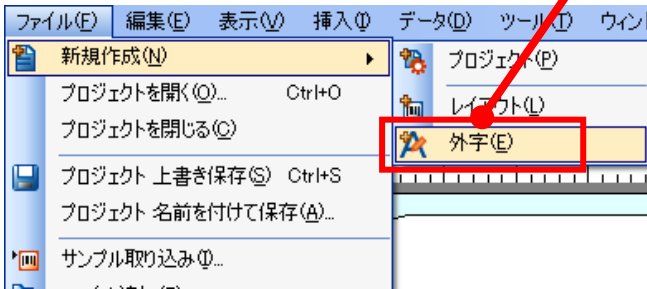 ファイル(F) 編集(E) 表示(V) 挿入(I) データ(D) ツール(T)
新規作成(N)
プロジェクトを開く(O)... Ctrl+O
プロジェクトを閉じる(C)
プロジェクト 上書き保存(S) Ctrl+S
プロジェクト 名前を付けて保存(A)...
サンプル取り込み(I)...
プロジェクト(P)
レイアウト(L)
外字(E)